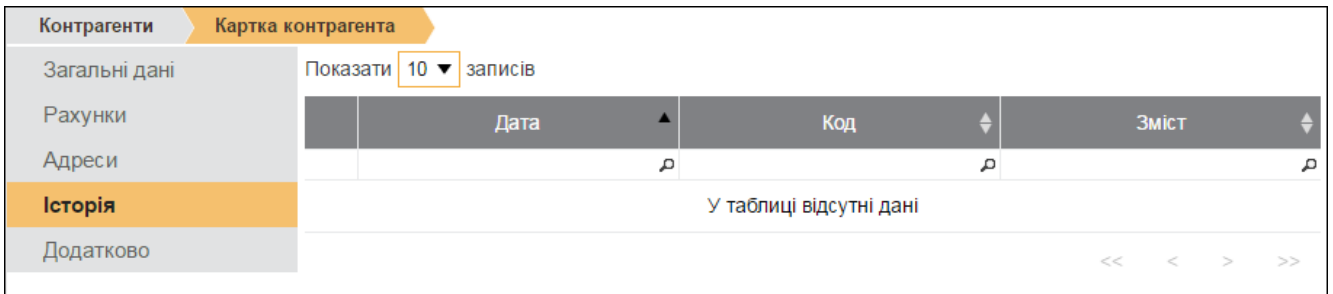 Контрагенти Картка контрагента
Загальні дані
Рахунки
Адреси
Історія
Додатково
Показати 10 записів
Дата Код Зміст
У таблиці відсутні дані
<< < > >>